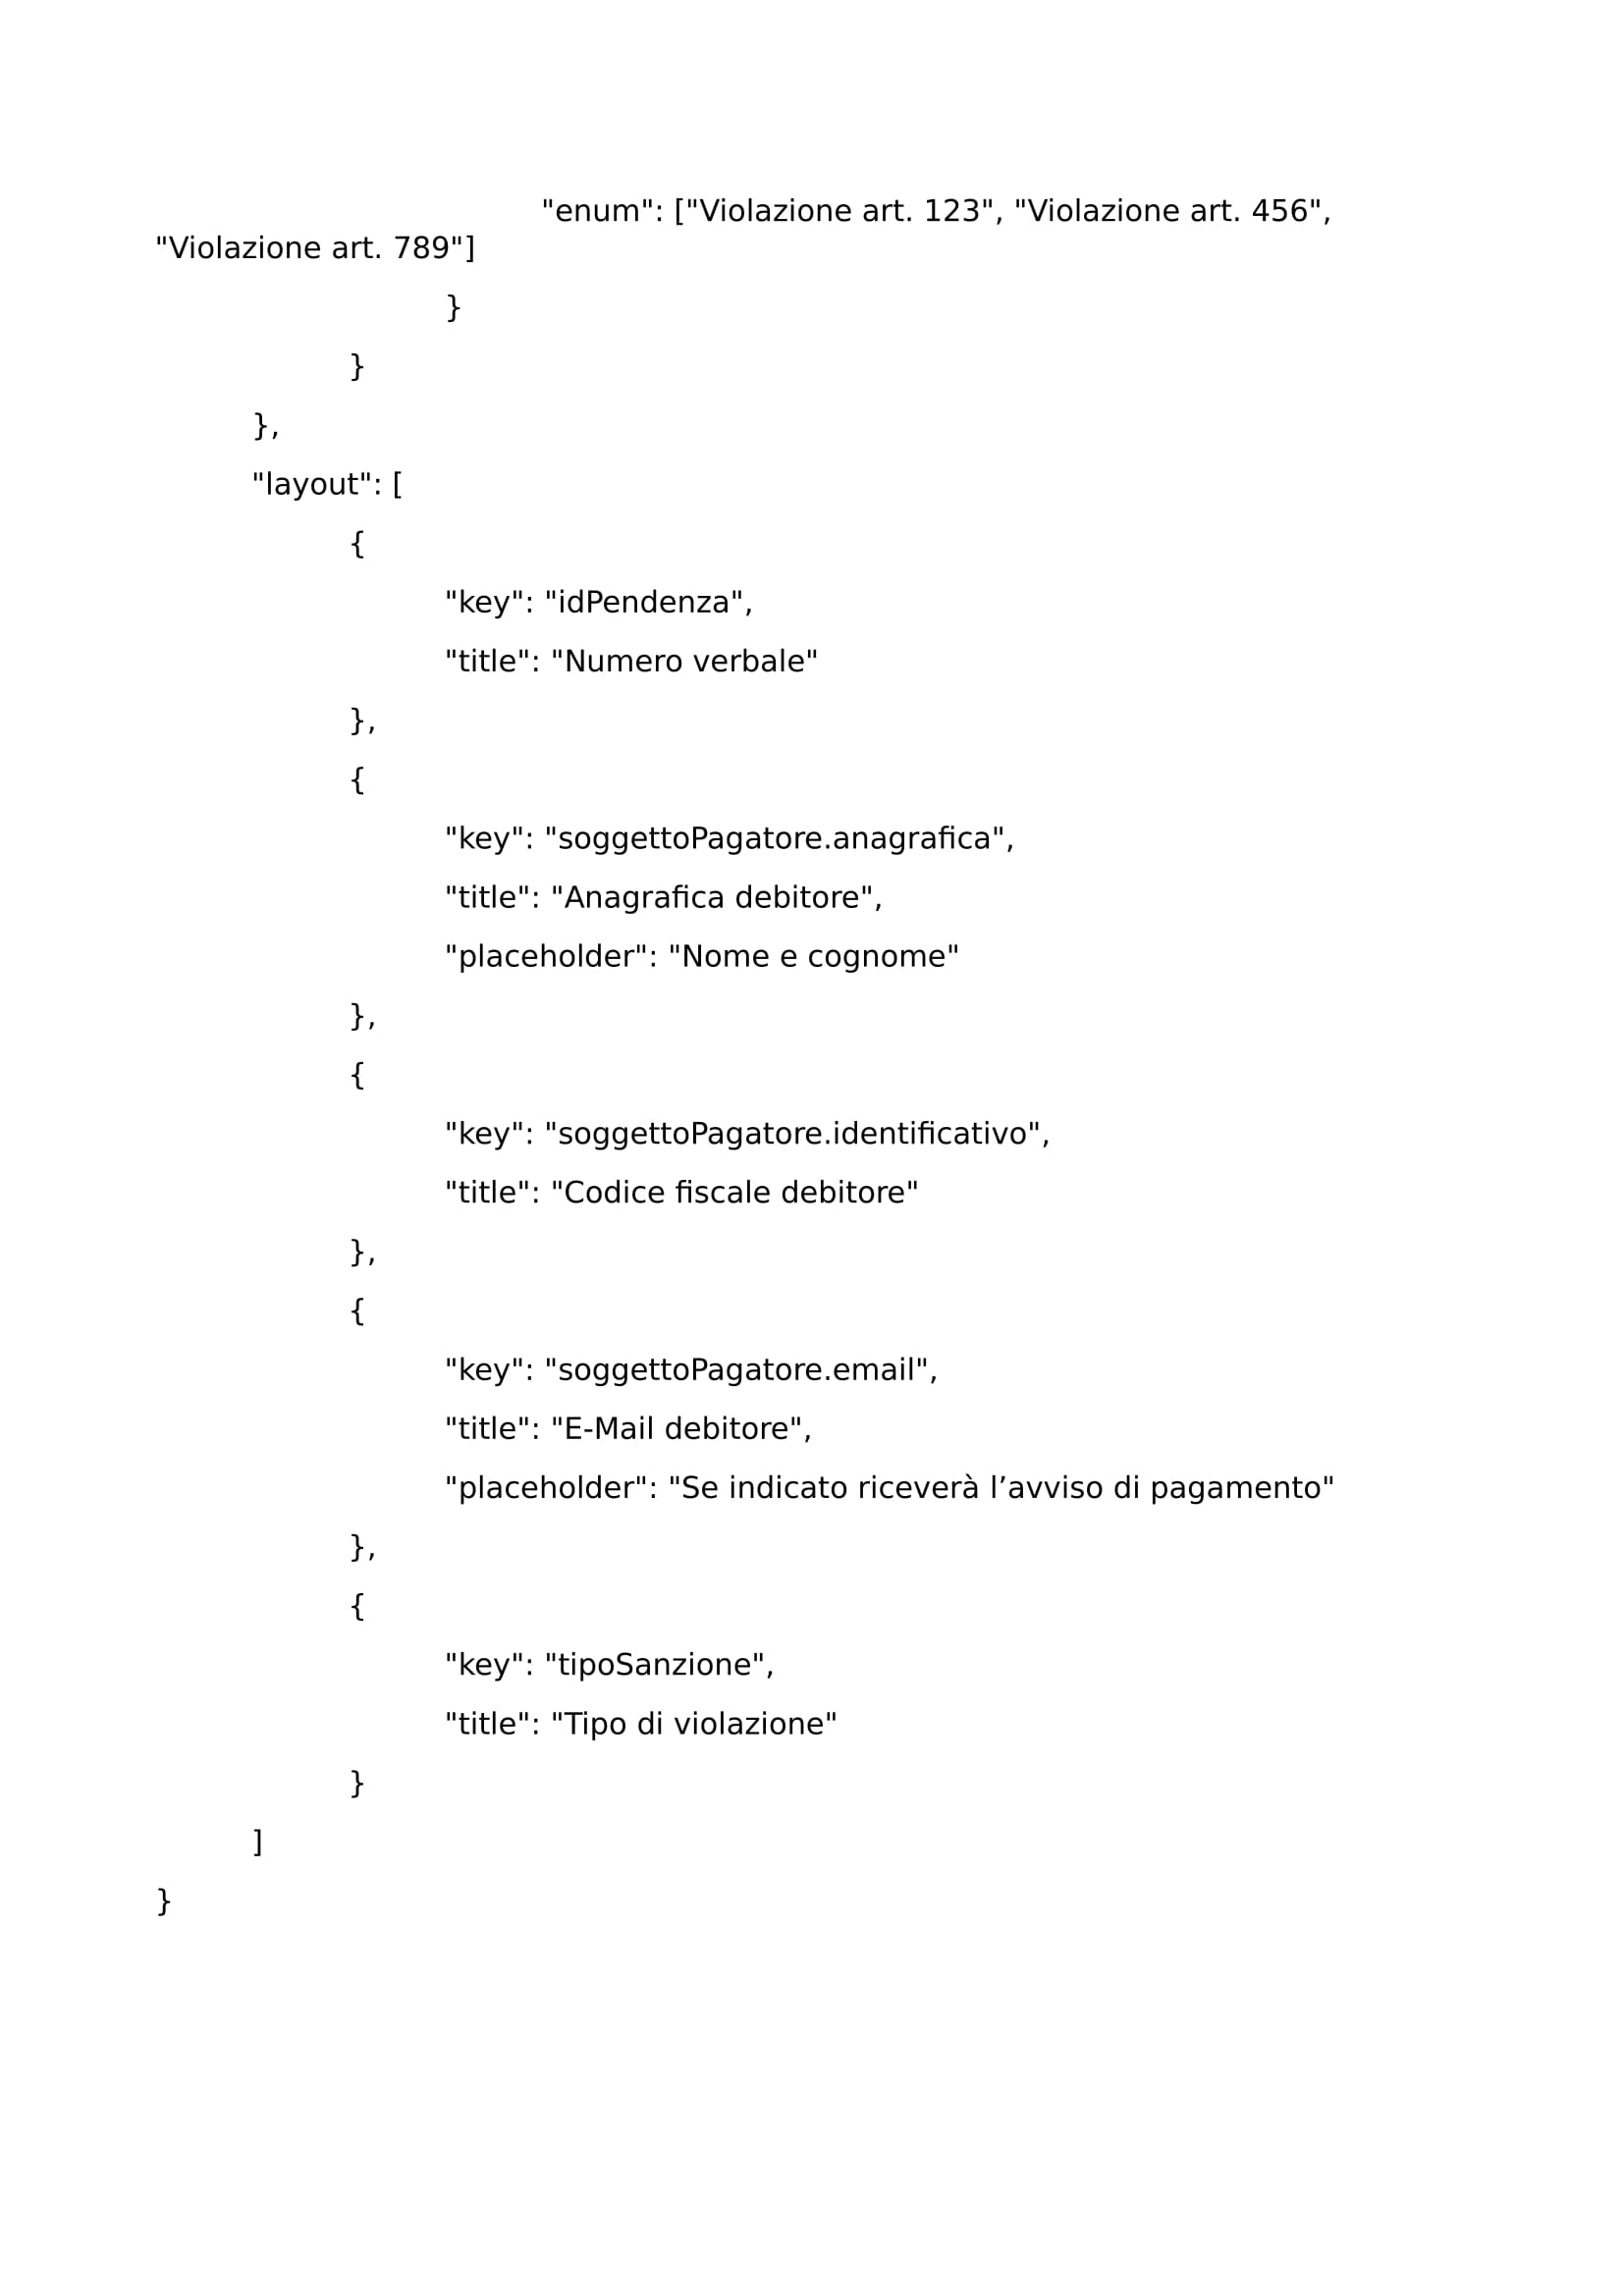 "enum": ["Violazione art. 123", "Violazione art. 456",
"Violazione art. 789"]
}
}
},
"layout": [
{
"key": "idPendenza",
"title": "Numero verbale"
},
{
"key": "soggettoPagatore.anagrafica",
"title": "Anagrafica debitore",
"placeholder": "Nome e cognome"
},
{
"key": "soggettoPagatore.identificativo",
"title": "Codice fiscale debitore"
},
{
"key": "soggettoPagatore.email",
"title": "E-Mail debitore",
"placeholder": "Se indicato riceverà l’avviso di pagamento"
},
{
"key": "tipoSanzione",
"title": "Tipo di violazione"
}
]
}